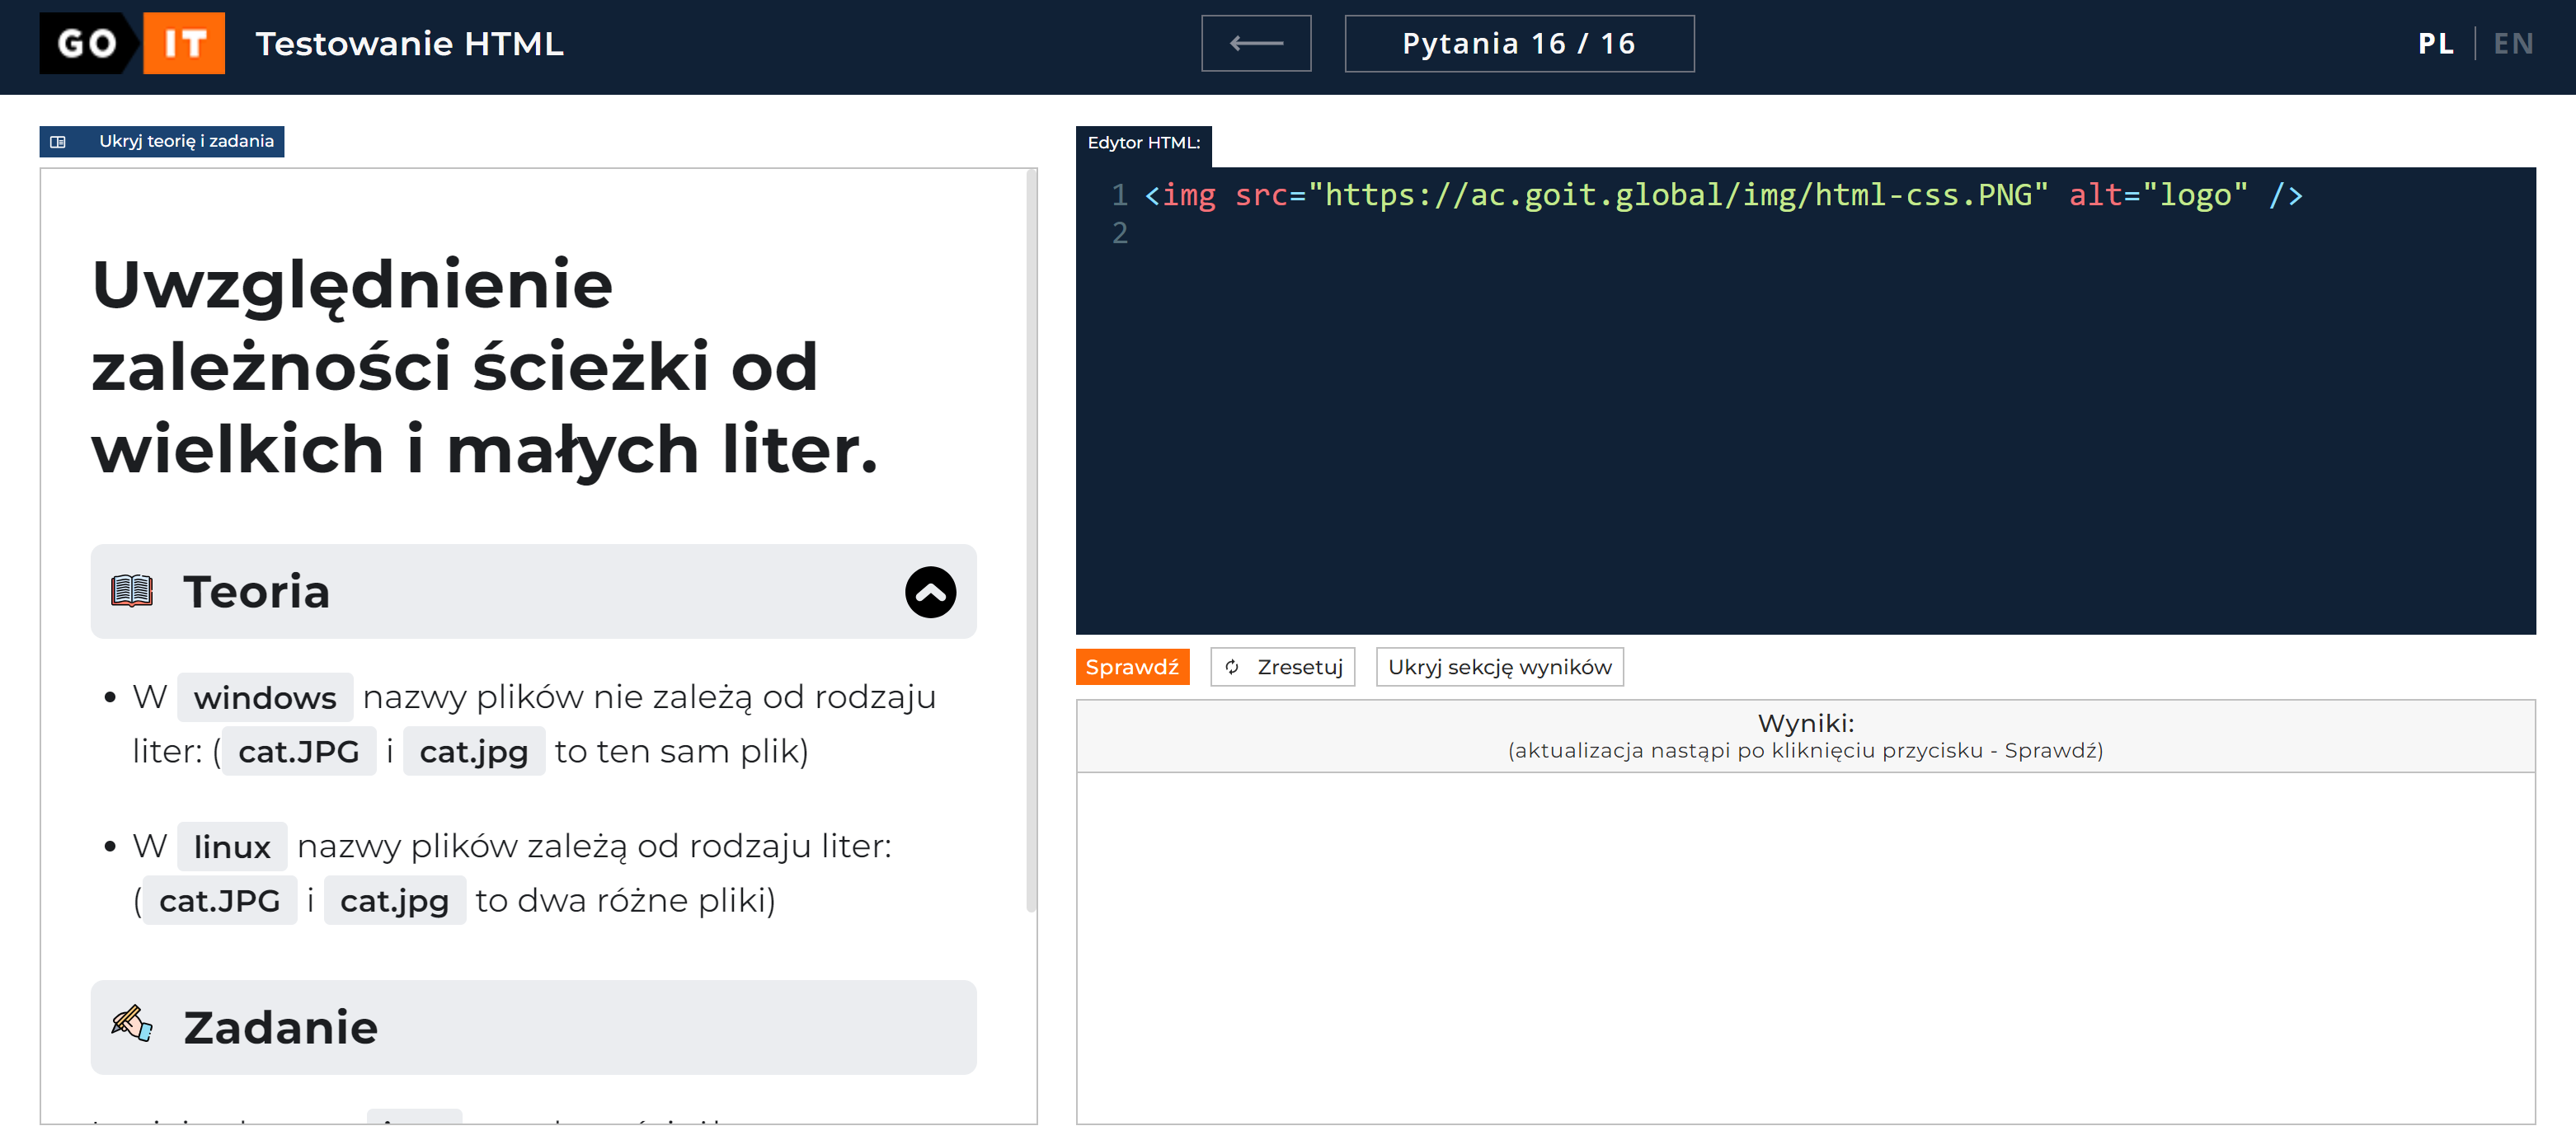 GO IT Testowanie HTML
Pytania 16 / 16
PL EN
Ukryj teorię i zadania
Uwzględnienie
zależności ścieżki od
wielkich i małych liter.
Teoria
W windows nazwy plików nie zależą od rodzaju
liter: ( cat.JPG i cat.jpg to ten sam plik)
W linux nazwy plików zależą od rodzaju liter:
( cat.JPG i cat.jpg to dwa różne pliki)
Zadanie
Edytor HTML:
1 <img src="https://ac.goit.global/img/html-css.PNG" alt="logo" />
2
Sprawdź Zresetuj Ukryj sekcję wyników
Wyniki:
(aktualizacja nastąpi po kliknięciu przycisku - Sprawdź)